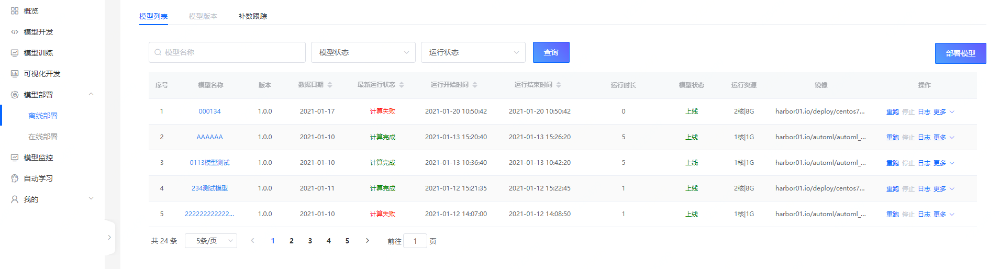 概览
模型开发
模型训练
可视化开发
模型部署
离线部署
在线部署
模型监控
自动学习
我的
模型列表 模型版本 补数跟踪
模型名称 模型状态 运行状态 查询 部署模型
序号 模型名称 版本 数据日期 最新运行状态 运行开始时间 运行结束时间 运行时长 模型状态 运行资源 镜像 操作
1 000134 1.0.0 2021-01-17 计算失败 2021-01-20 10:50:42 2021-01-20 10:50:42 0 上线 2核|8G harbor01.io/deploy/centos7... 重跑 停止 日志 更多
2 AAAAAA 1.0.0 2021-01-10 计算完成 2021-01-13 15:20:40 2021-01-13 15:26:20 5 上线 1核|1G harbor01.io/automl/automl_... 重跑 停止 日志 更多
3 0113模型测试 1.0.0 2021-01-10 计算完成 2021-01-13 10:36:40 2021-01-13 10:42:20 5 上线 1核|1G harbor01.io/automl/automl_... 重跑 停止 日志 更多
4 234测试模型 1.0.0 2021-01-11 计算完成 2021-01-12 15:21:35 2021-01-12 15:22:45 1 上线 2核|8G harbor01.io/deploy/centos7... 重跑 停止 日志 更多
5 222222222222... 1.0.0 2021-01-10 计算失败 2021-01-12 14:07:00 2021-01-12 14:08:50 1 上线 1核|1G harbor01.io/automl/automl_... 重跑 停止 日志 更多
共 24 条 5条/页 1 2 3 4 5 前往 1 页